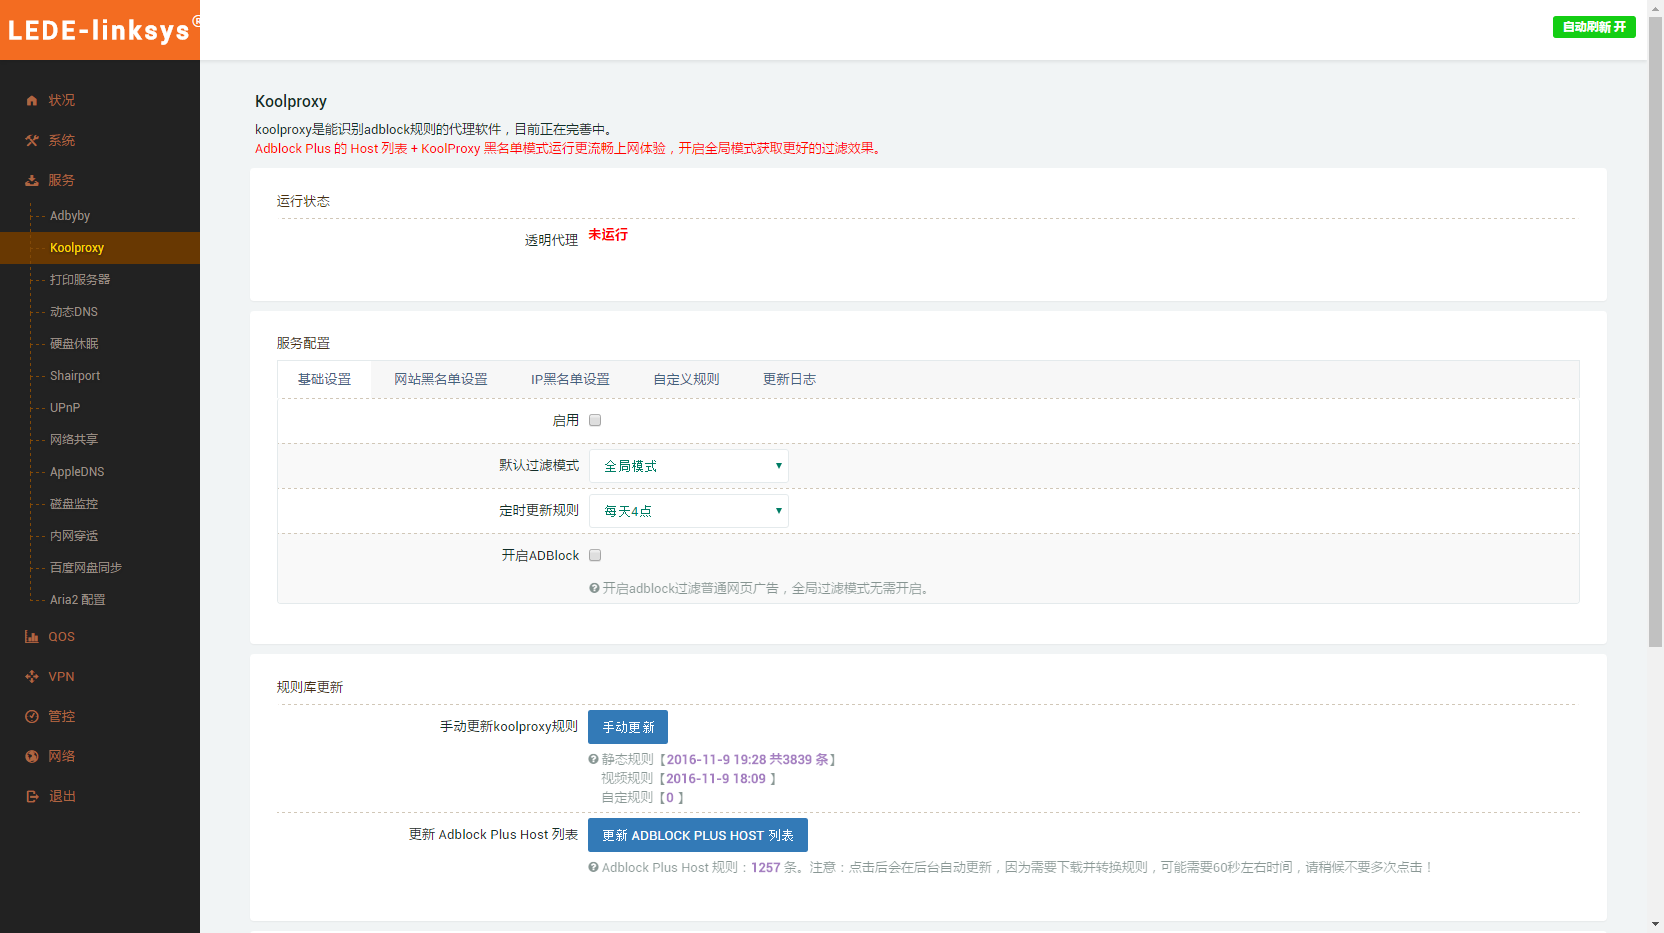 LEDE-linksys®
自动刷新 开
状况
系统
服务
Adbyby
Koolproxy
打印服务器
动态DNS
硬盘休眠
Shairport
UPnP
网络共享
AppleDNS
磁盘监控
内网穿透
百度网盘同步
Aria2 配置
QOS
VPN
管控
网络
退出
Koolproxy
koolproxy是能识别adblock规则的代理软件，目前正在完善中。
Adblock Plus 的 Host 列表 + KoolProxy 黑名单模式运行更流畅上网体验，开启全局模式获取更好的过滤效果。
运行状态
透明代理 未运行
服务配置
基础设置 网站黑名单设置 IP黑名单设置 自定义规则 更新日志
启用
默认过滤模式 全局模式
定时更新规则 每天4点
开启ADBlock
开启adblock过滤普通网页广告，全局过滤模式无需开启。
规则库更新
手动更新koolproxy规则 手动更新
静态规则【2016-11-9 19:28 共3839 条】
视频规则【2016-11-9 18:09 】
自定规则【0 】
更新 Adblock Plus Host 列表 更新 ADBLOCK PLUS HOST 列表
Adblock Plus Host 规则：1257 条。注意：点击后会在后台自动更新，因为需要下载并转换规则，可能需要60秒左右时间，请稍候不要多次点击！